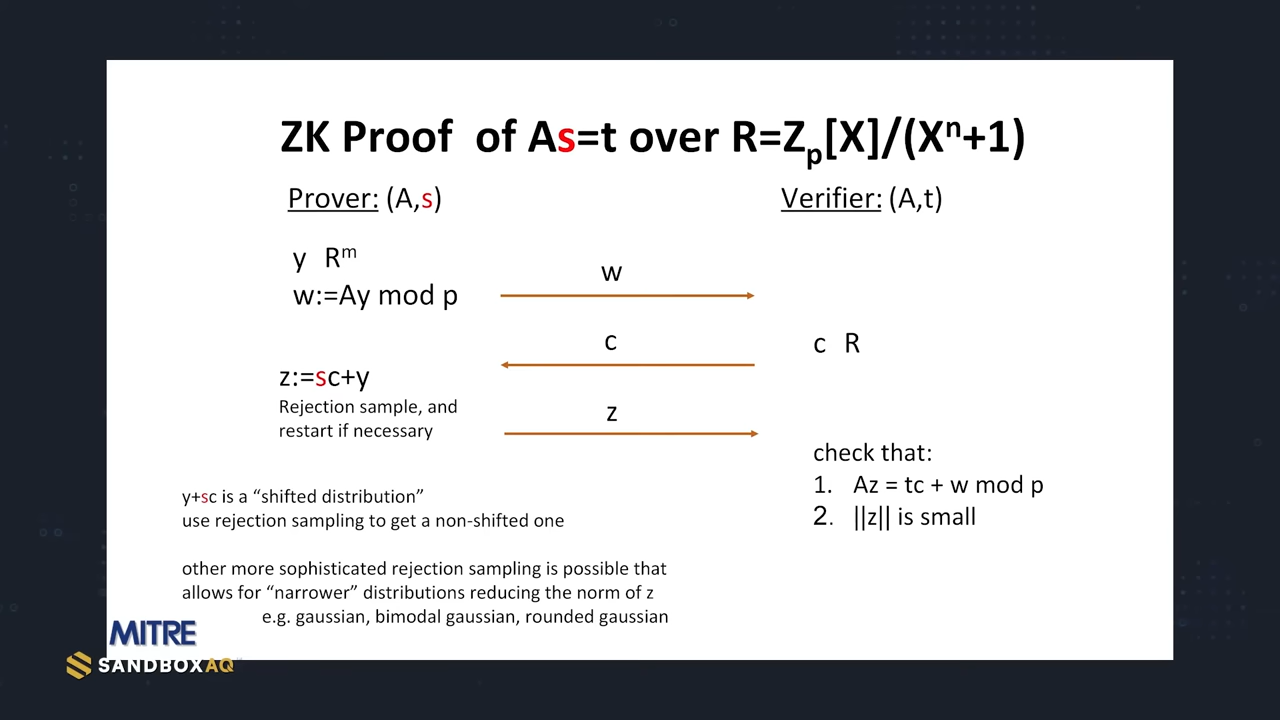 ZK Proof of As=t over R=Zp[X]/(Xⁿ+1)
Prover: (A,s)
Verifier: (A,t)
y Rᵐ
w:=Ay mod p
w
c
c R
z:=sc+y
Rejection sample, and
restart if necessary
z
check that:
1. Az = tc + w mod p
2. ||z|| is small
y+sc is a “shifted distribution”
use rejection sampling to get a non-shifted one
other more sophisticated rejection sampling is possible that
allows for “narrower” distributions reducing the norm of z
e.g. gaussian, bimodal gaussian, rounded gaussian
MITRE
SANDBOXAQ